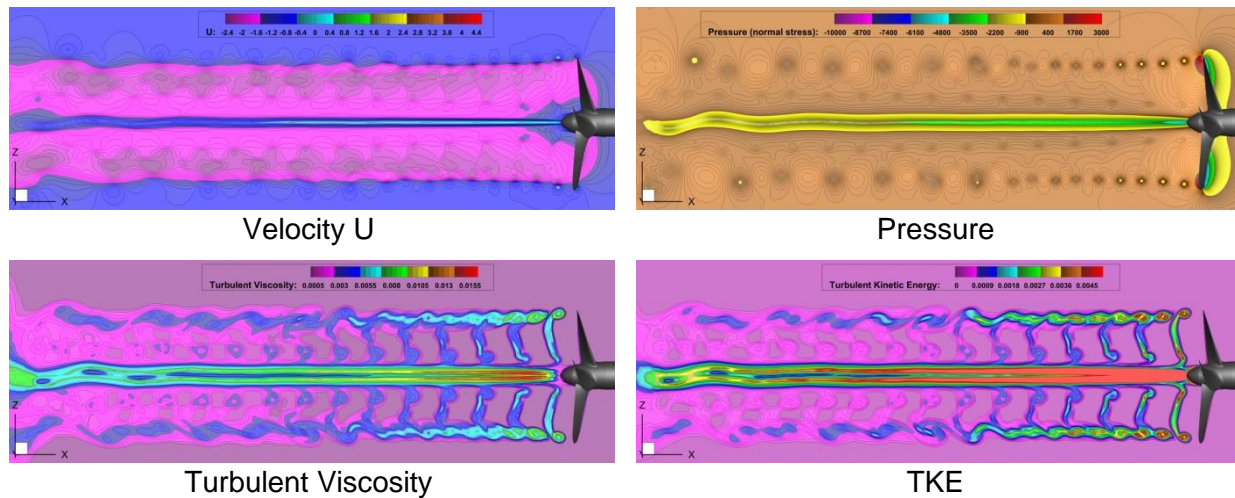 U: -2.4 -2 -1.6 -1.2 -0.8 -0.4 0 0.4 0.8 1.2 1.6 2 2.4 2.8 3.2 3.6 4 4.4
Pressure (normal stress): -10000 -8700 -7400 -6100 -4800 -3500 -2200 -900 400 1700 3000
Z
X
Z
X
Velocity U
Pressure
Turbulent Viscosity: 0.0005 0.003 0.0055 0.008 0.0105 0.013 0.0155
Turbulent Kinetic Energy: 0 0.0009 0.0018 0.0027 0.0036 0.0045
Z
X
Z
X
Turbulent Viscosity
TKE